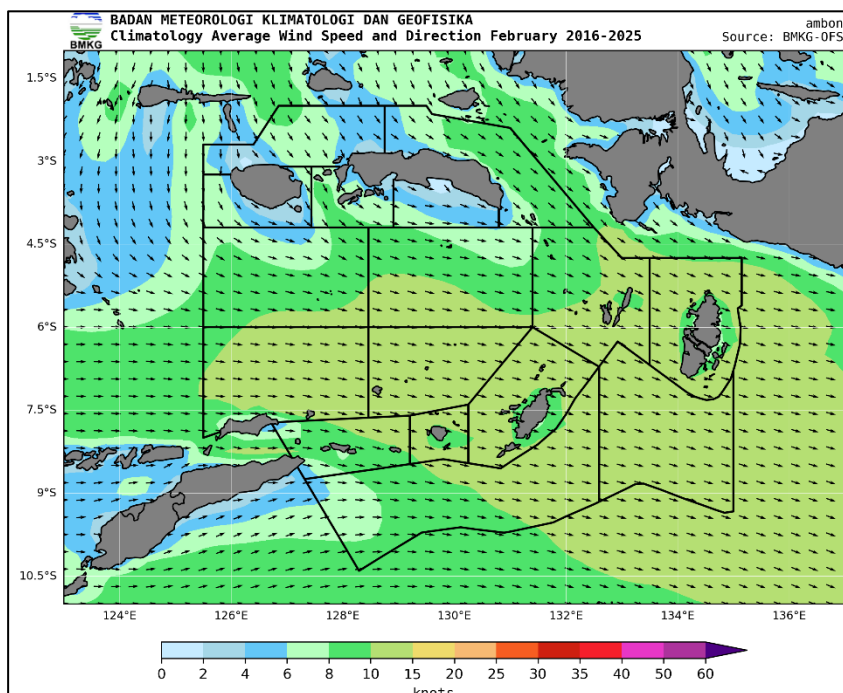 BADAN METEOROLOGI KLIMATOLOGI DAN GEOFISIKA
ambon
Climatology Average Wind Speed and Direction February 2016-2025
Source: BMKG-OFS
BMKG
1.5°S
3°S
4.5°S
6°S
7.5°S
9°S
10.5°S
124°E 126°E 128°E 130°E 132°E 134°E 136°E
0 2 4 6 8 10 15 20 25 30 35 40 50 60
knots